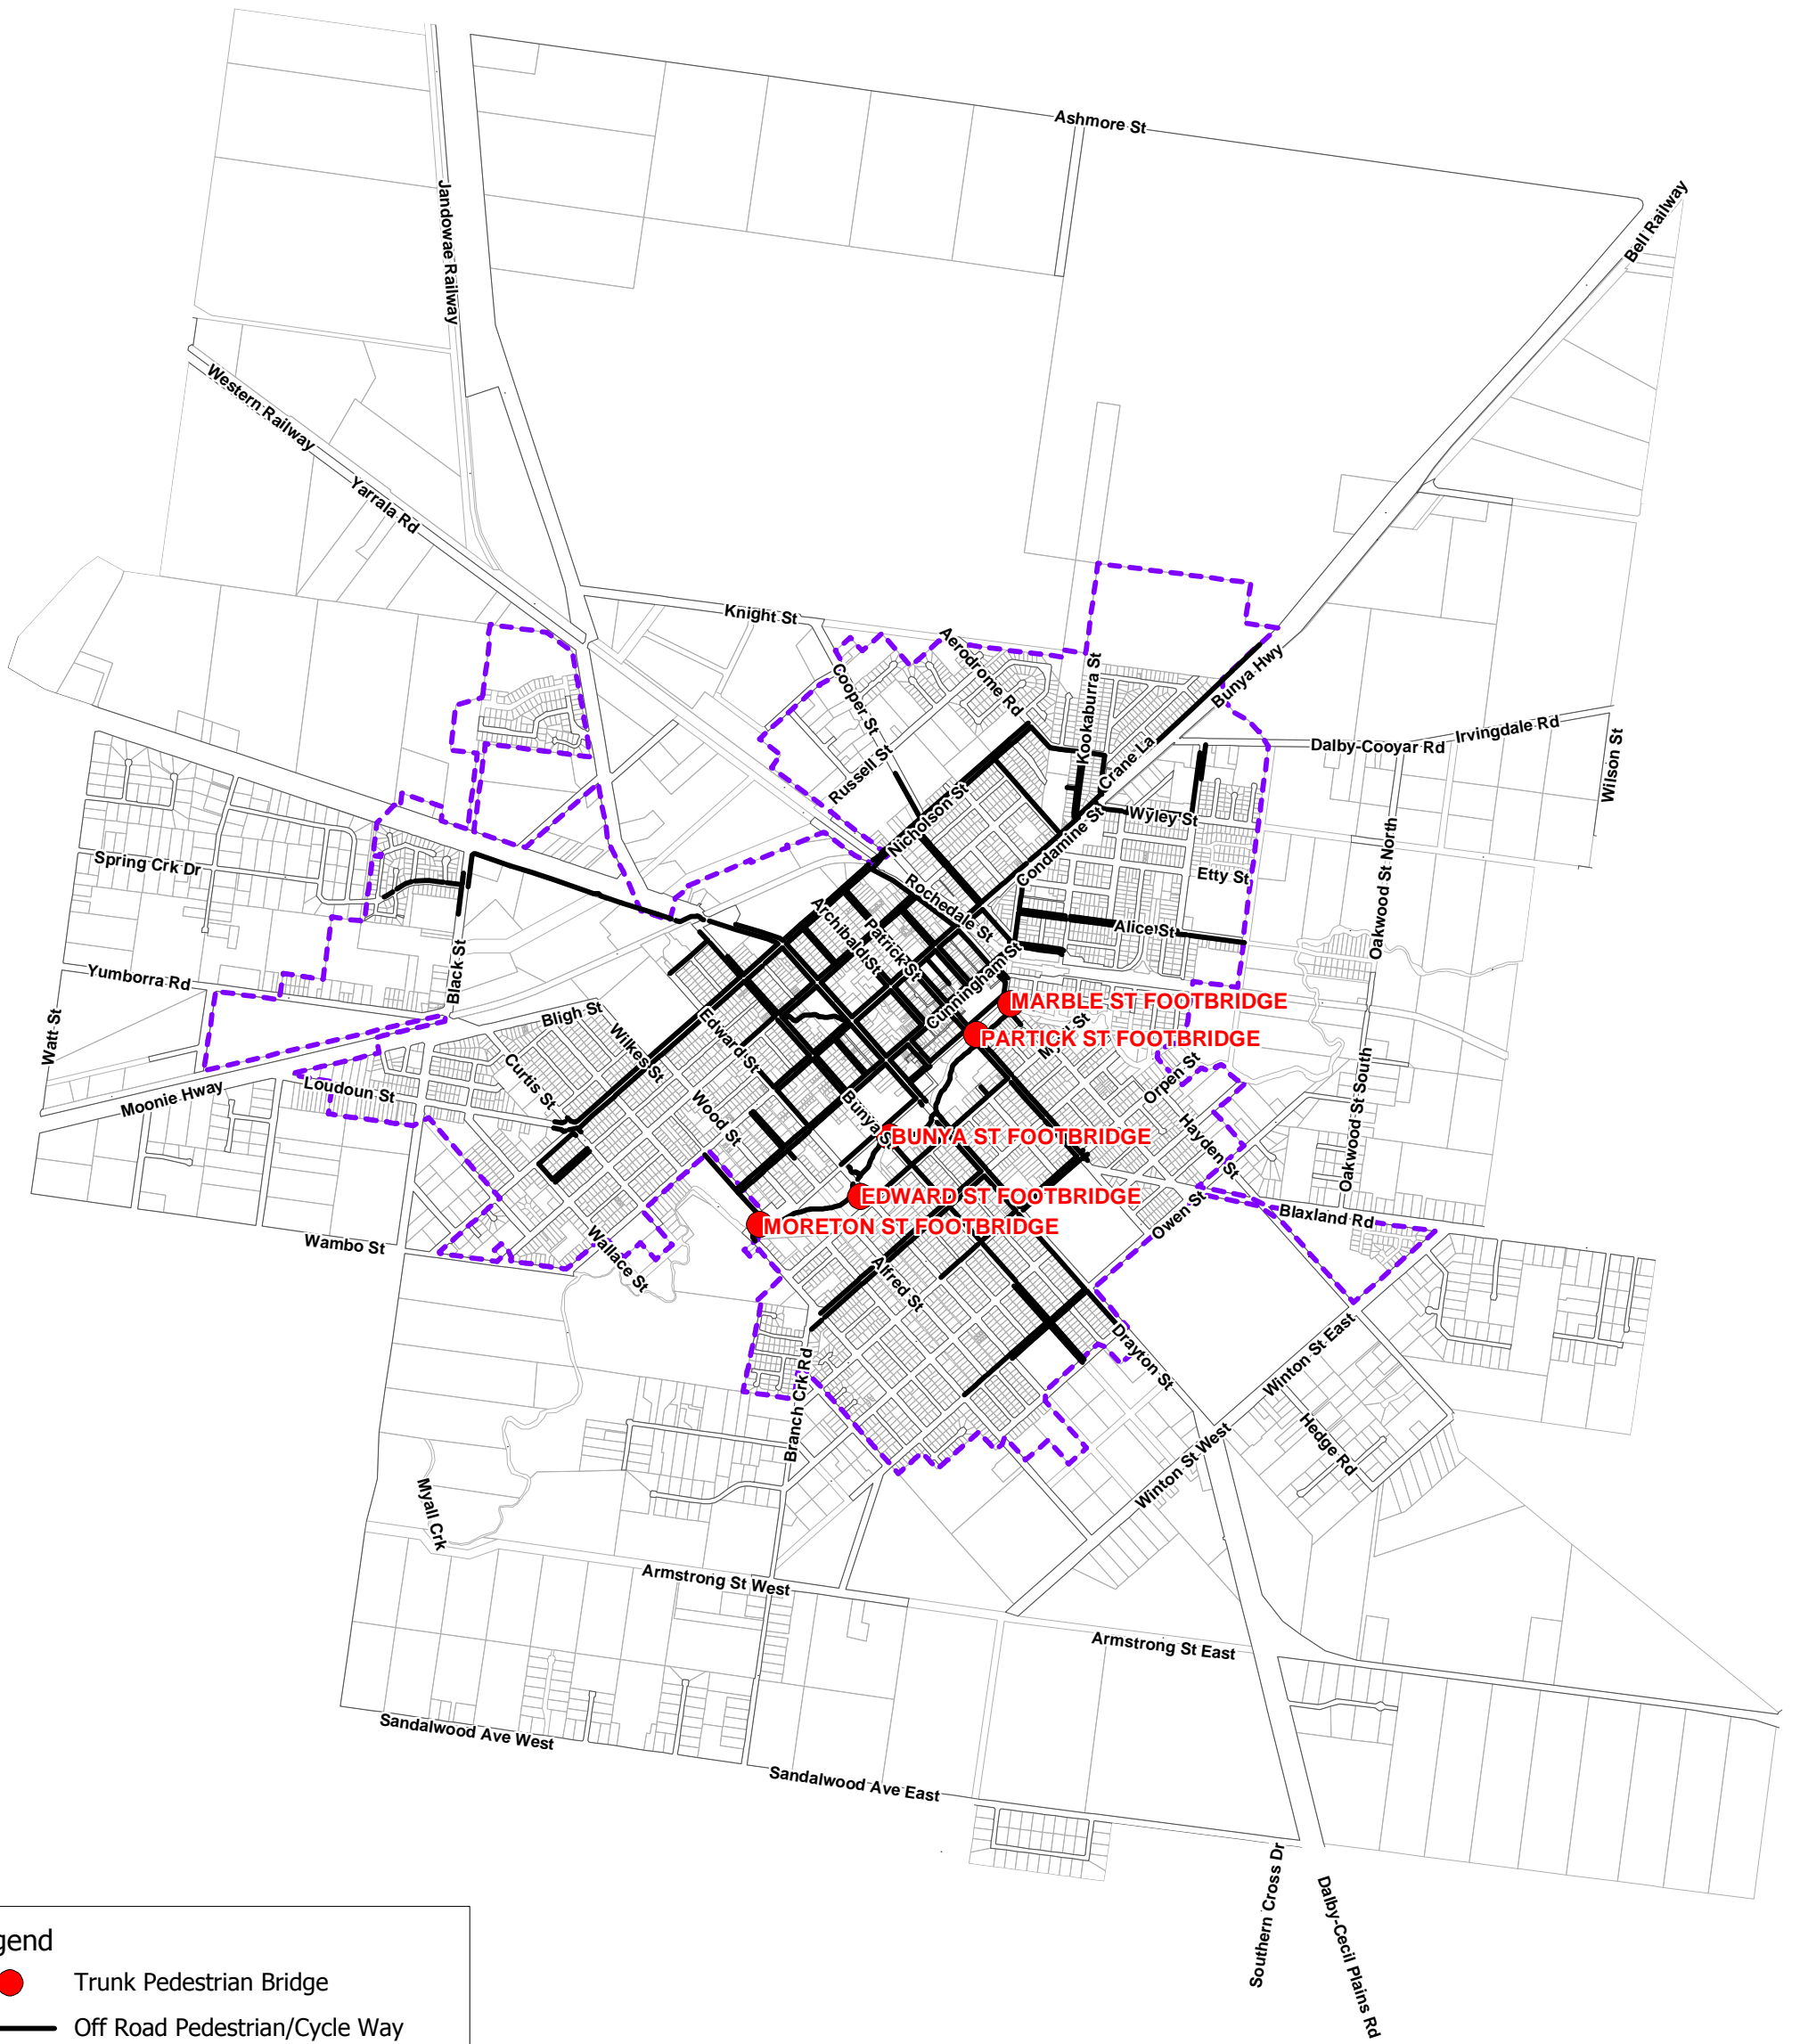 Ashmore St
Bell Railway
Jandowae Railway
Western Railway
Yarrala Rd
Knight St
Aerodrome Rd
Kookaburra St
Bunya Hwy
Cooper St
Irvingdale Rd
Dalby-Cooyar Rd
Wilson St
Crane La
Russell St
Nicholson St
Wyley St
Condamine St
Oakwood St North
Spring Crk Dr
Etty St
Rochedale St
Archibald St
Patrick St
Alice St
Black St
Yumborra Rd
Cunningham St
MARBLE ST FOOTBRIDGE
Bligh St
Edward St
Watt St
Wilkes St
PARTICK ST FOOTBRIDGE
Curtis St
Orpen St
Oakwood St South
Moonie Hway
Loudoun St
Wood St
Bunya St
BUNYA ST FOOTBRIDGE
Hayden St
EDWARD ST FOOTBRIDGE
Owen St
Blaxland Rd
MORETON ST FOOTBRIDGE
Wambo St
Wallace St
Alfred St
Drayton St
Winton St East
Branch Crk Rd
Hedge Rd
Winton St West
Myall Crk
Armstrong St West
Armstrong St East
Sandalwood Ave West
Sandalwood Ave East
Southern Cross Dr
Dalby-Cecil Plains Rd
gend
Trunk Pedestrian Bridge
Off Road Pedestrian/Cycle Way